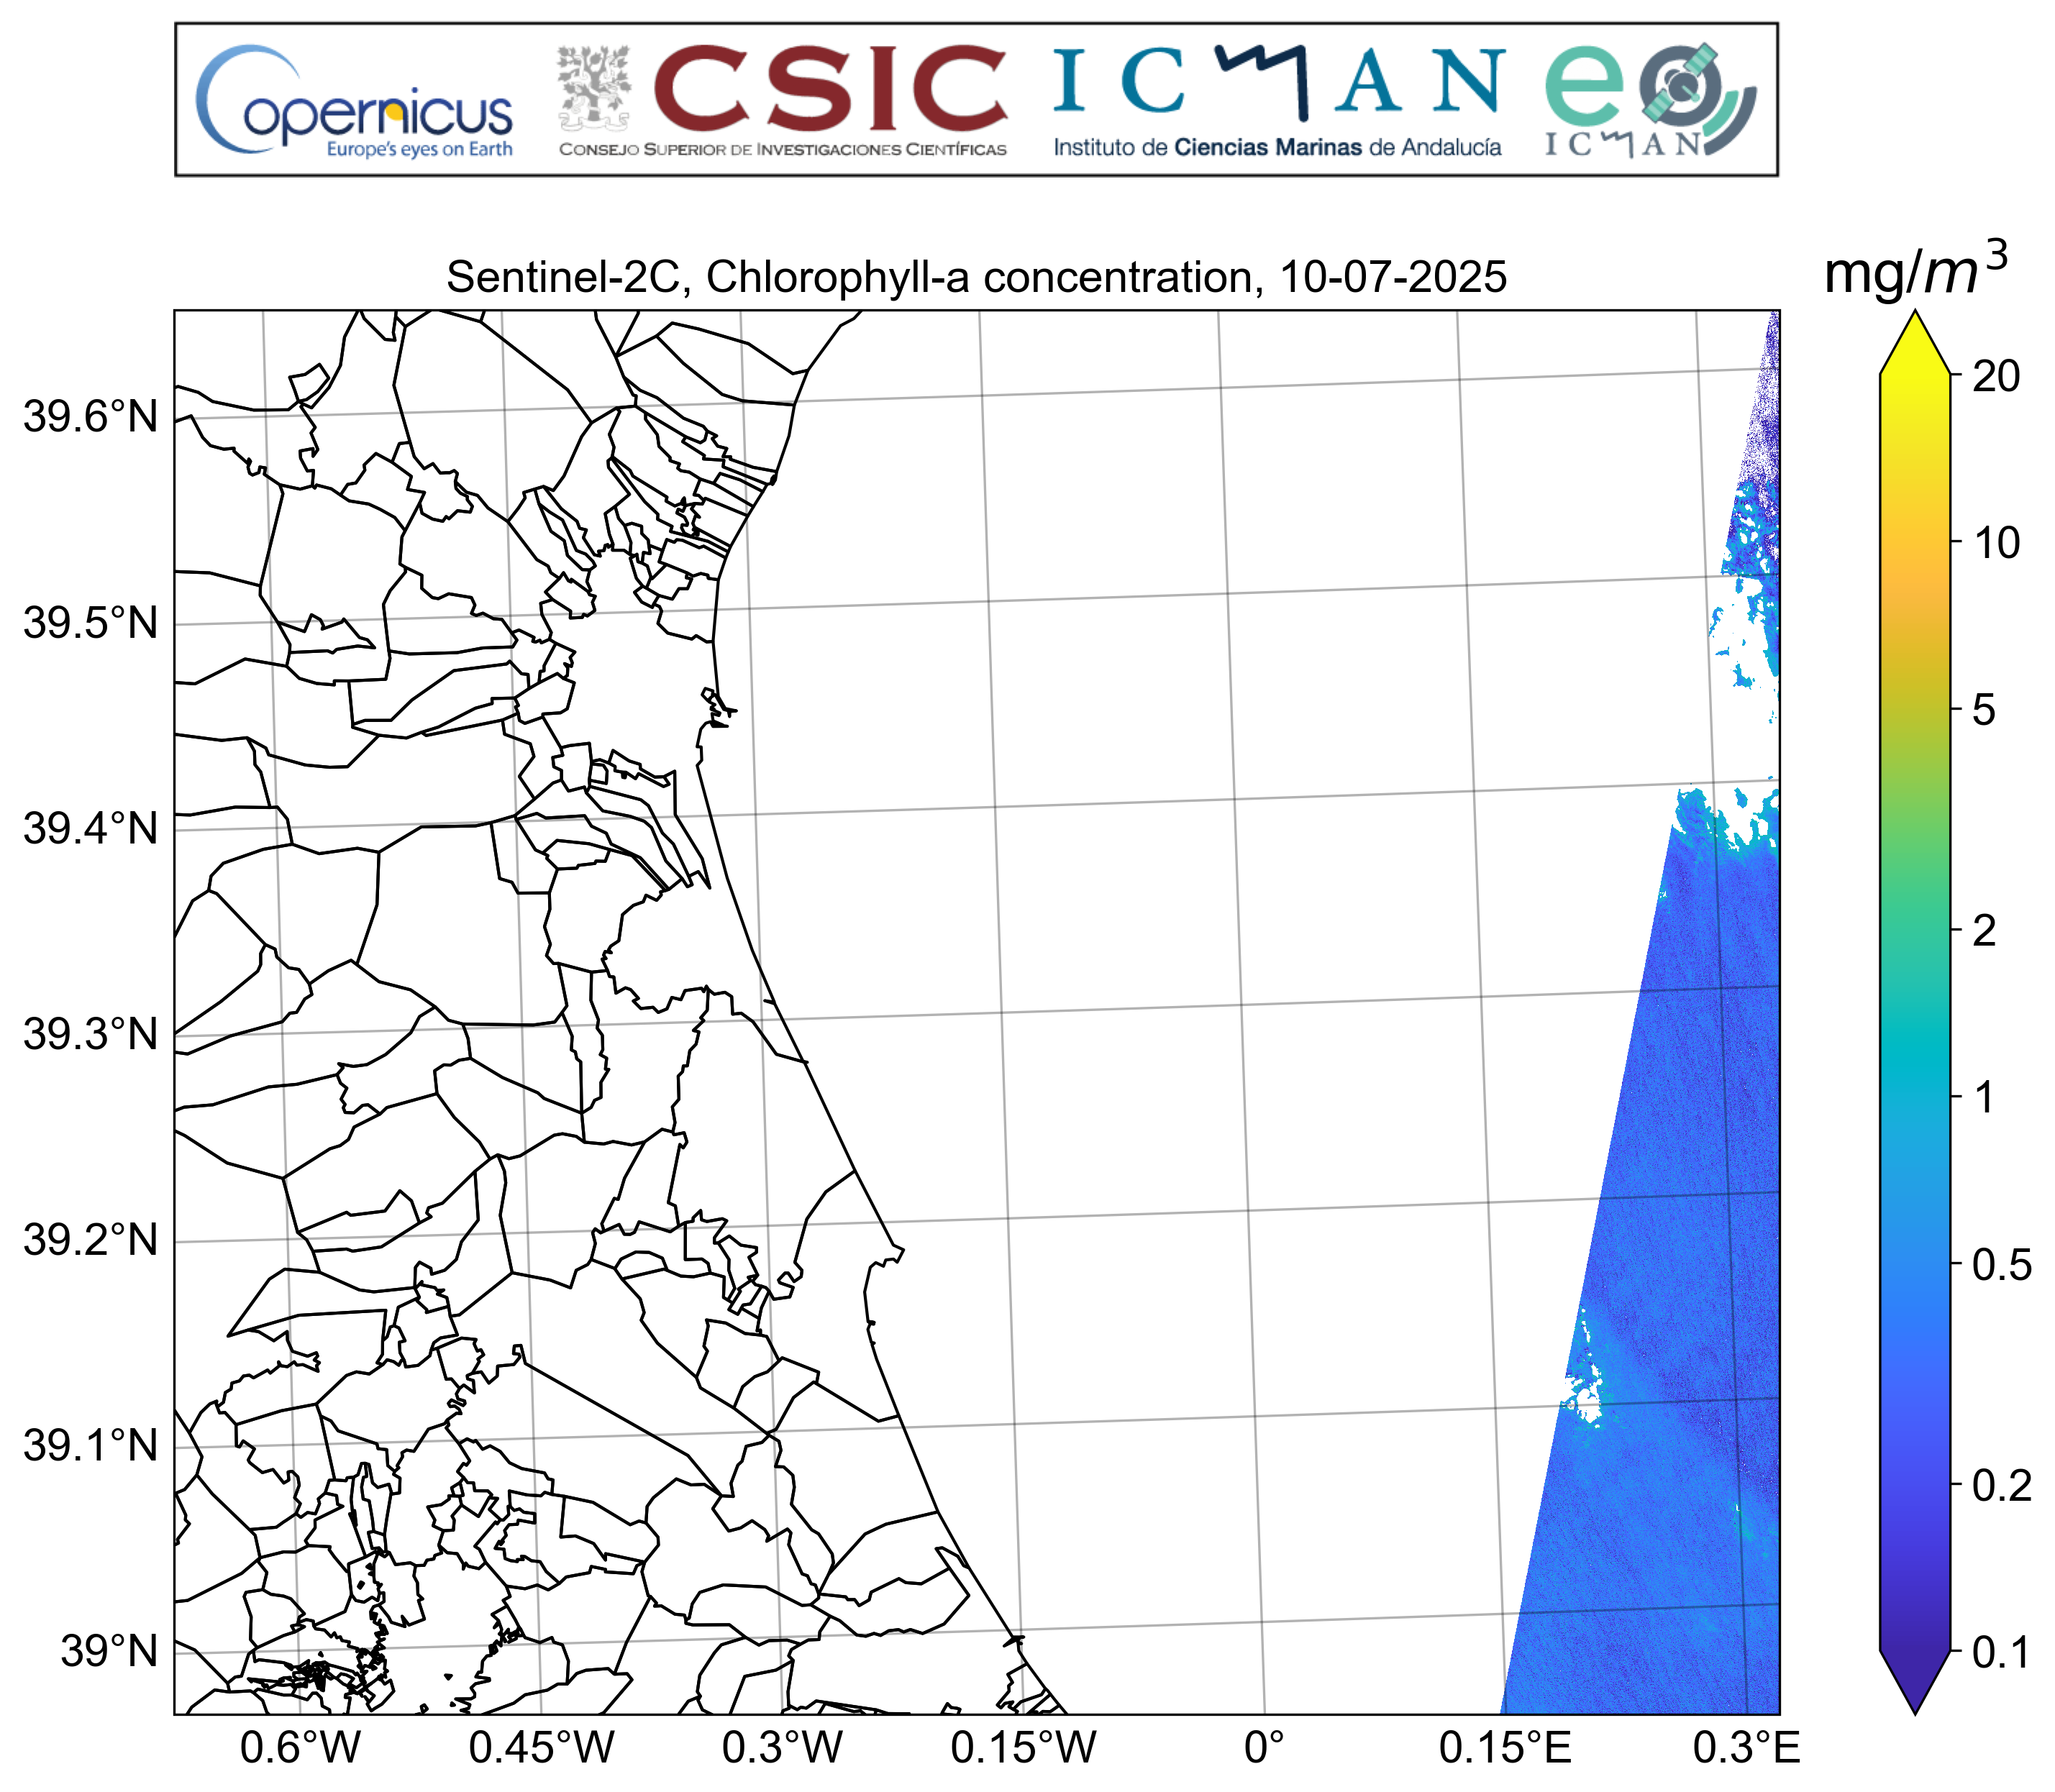 Copernicus
Europe's eyes on Earth
CSIC
CONSEJO SUPERIOR DE INVESTIGACIONES CIENTÍFICAS
ICMAN
Instituto de Ciencias Marinas de Andalucía
eo
ICMAN
Sentinel-2C, Chlorophyll-a concentration, 10-07-2025
mg/m³
39.6°N
39.5°N
39.4°N
39.3°N
39.2°N
39.1°N
39°N
0.6°W 0.45°W 0.3°W 0.15°W 0° 0.15°E 0.3°E
20
10
5
2
1
0.5
0.2
0.1